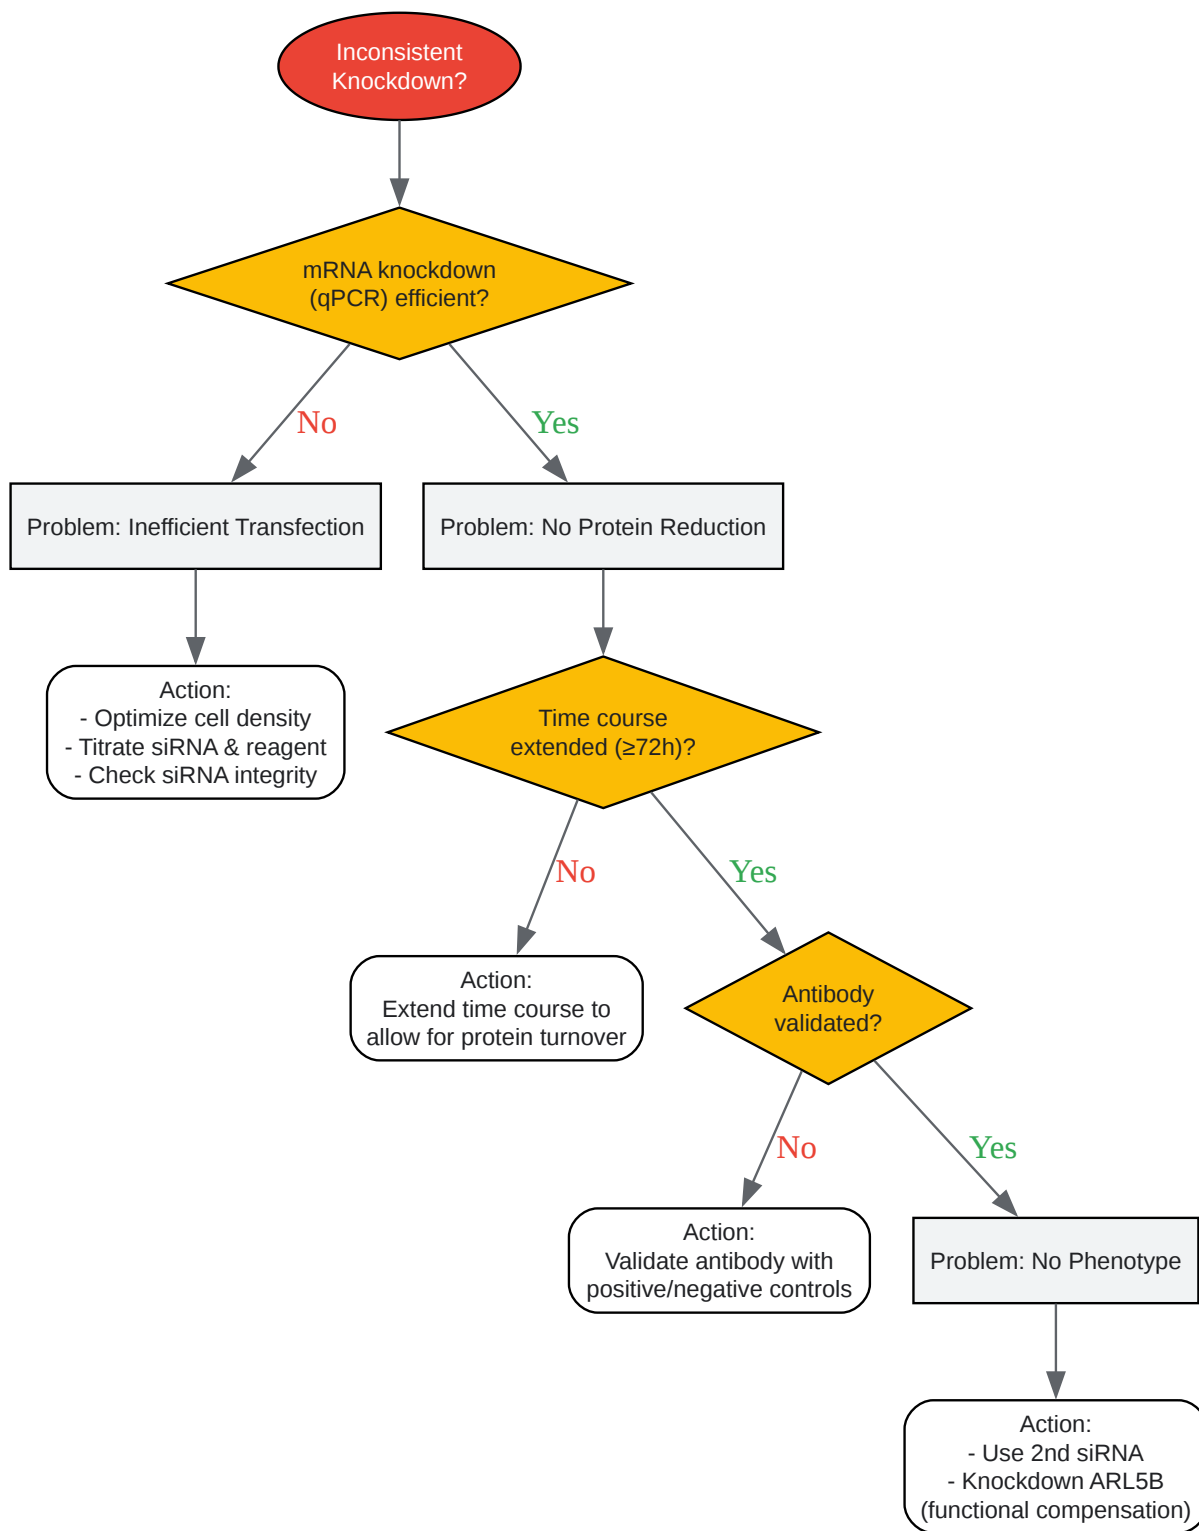 Inconsistent
Knockdown?
mRNA knockdown
(qPCR) efficient?
No
Yes
Problem: Inefficient Transfection
Problem: No Protein Reduction
Action:
- Optimize cell density
- Titrate siRNA & reagent
- Check siRNA integrity
Time course
extended (≥72h)?
No
Yes
Action:
Extend time course to
allow for protein turnover
Antibody
validated?
No
Yes
Action:
Validate antibody with
positive/negative controls
Problem: No Phenotype
Action:
- Use 2nd siRNA
- Knockdown ARL5B
(functional compensation)